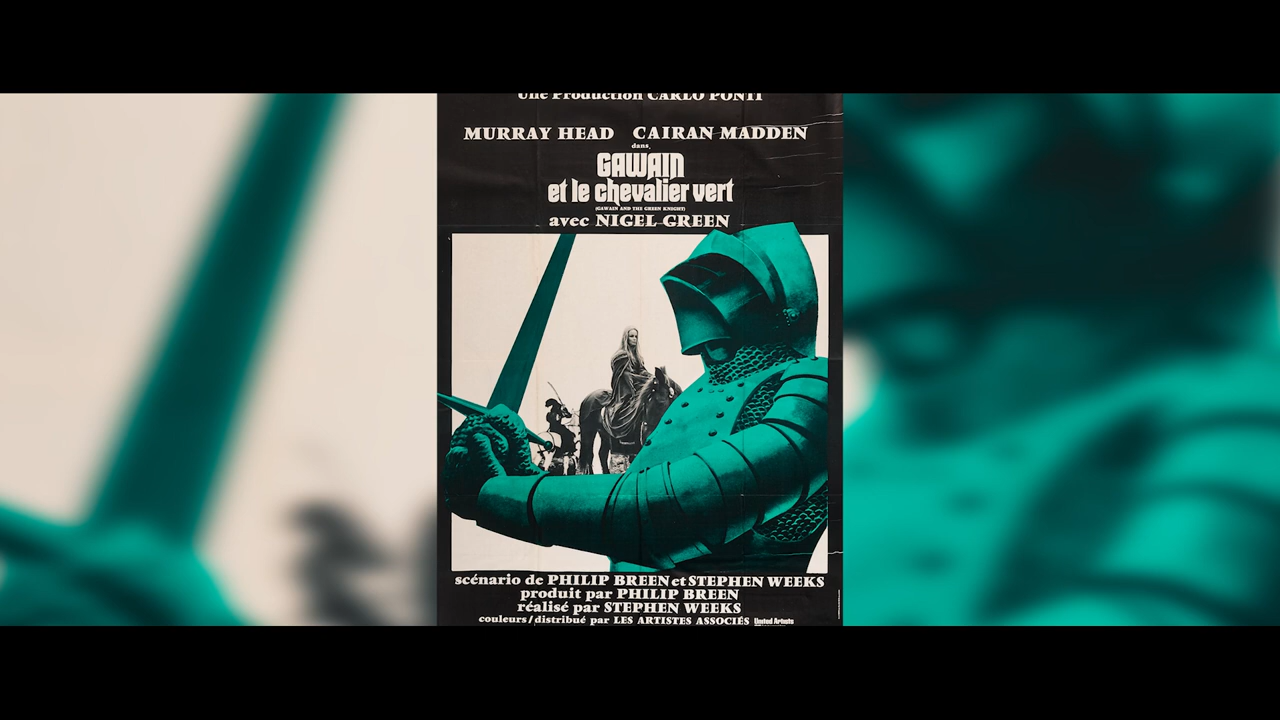 Une Production CARLO PONTI
MURRAY HEAD CAIRAN MADDEN
dans
GAWAIN
et le chevalier vert
(GAWAIN AND THE GREEN KNIGHT)
avec NIGEL GREEN
scénario de PHILIP BREEN et STEPHEN WEEKS
produit par PHILIP BREEN
réalisé par STEPHEN WEEKS
couleurs/distribué par LES ARTISTES ASSOCIÉS United Artists